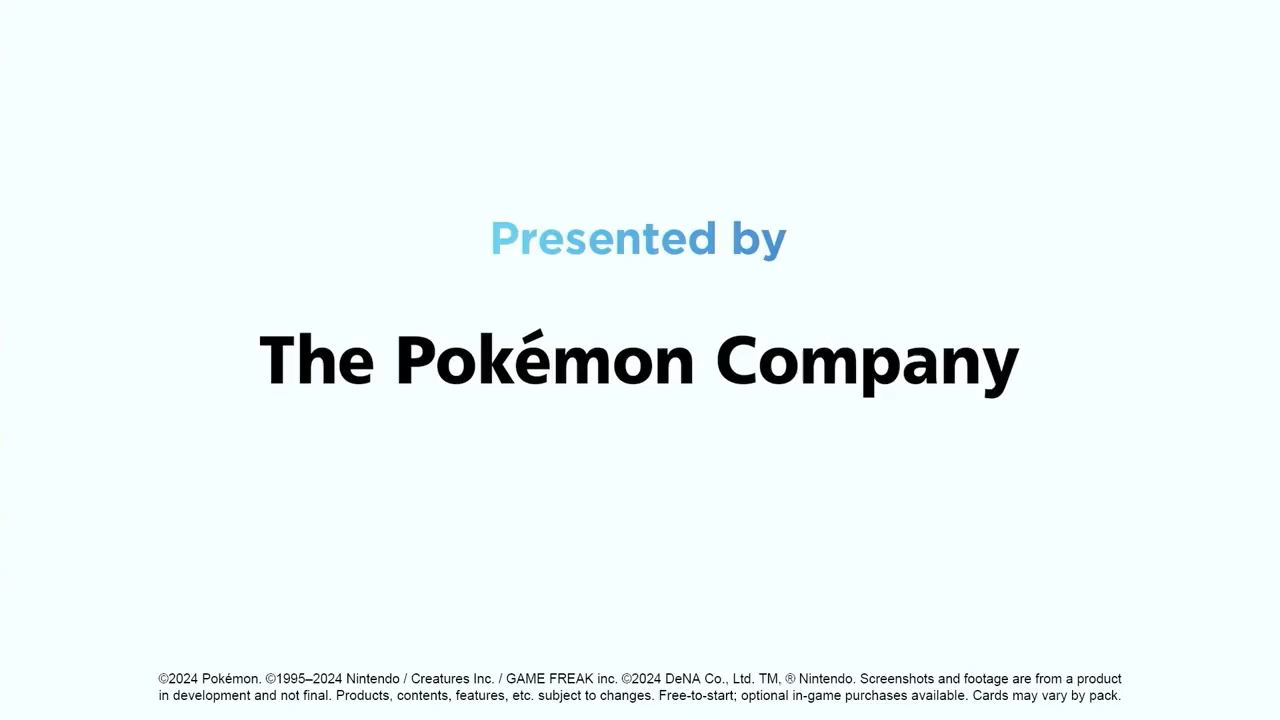 Presented by
The Pokémon Company
©2024 Pokémon. ©1995–2024 Nintendo / Creatures Inc. / GAME FREAK inc. ©2024 DeNA Co., Ltd. TM, ® Nintendo. Screenshots and footage are from a product
in development and not final. Products, contents, features, etc. subject to changes. Free-to-start; optional in-game purchases available. Cards may vary by pack.